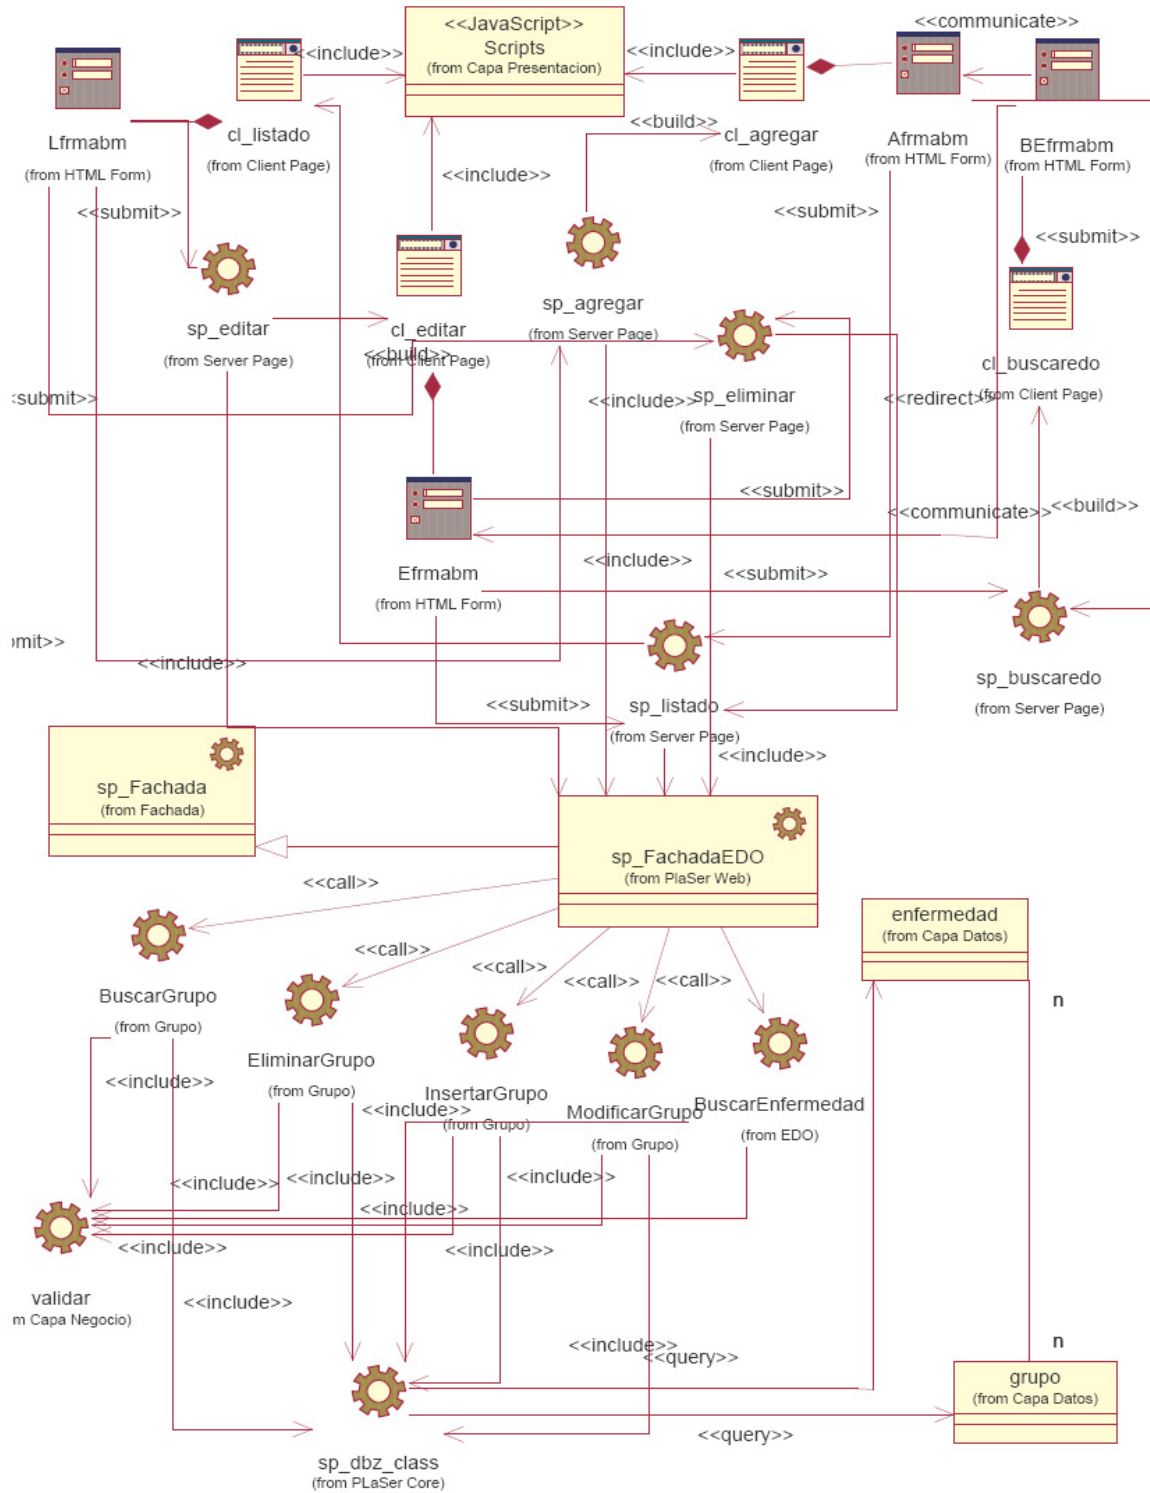 <<JavaScript>>
Scripts
(from Capa Presentacion)
<<communicate>>
<<include>>
<<include>>
Lfrmabm
(from HTML Form)
cl_listado
(from Client Page)
<<build>>
cl_agregar
(from Client Page)
Afrmabm
(from HTML Form)
BEfrmabm
(from HTML Form)
<<include>>
<<submit>>
<<submit>>
<<submit>>
sp_editar
(from Server Page)
cl_editar
(from Client Page)
<<build>>
sp_agregar
(from Server Page)
cl_buscaredo
(from Client Page)
submit>>
<<include>>
sp_eliminar
(from Server Page)
<<redirect>>
<<submit>>
<<communicate>>
<<build>>
Efrmabm
(from HTML Form)
<<include>>
<<submit>>
mit>>
<<include>>
<<submit>>
sp_listado
(from Server Page)
sp_buscaredo
(from Server Page)
<<include>>
sp_Fachada
(from Fachada)
sp_FachadaEDO
(from PlaSer Web)
<<call>>
<<call>>
<<call>>
<<call>>
<<call>>
enfermedad
(from Capa Datos)
n
BuscarGrupo
(from Grupo)
EliminarGrupo
(from Grupo)
InsertarGrupo
(from Grupo)
ModificarGrupo
(from Grupo)
BuscarEnfermedad
(from EDO)
<<include>>
<<include>>
<<include>>
<<include>>
<<include>>
<<include>>
<<include>>
<<include>>
validar
m Capa Negocio)
<<include>>
<<include>>
<<query>>
n
grupo
(from Capa Datos)
<<query>>
sp_dbz_class
(from PLaSer Core)